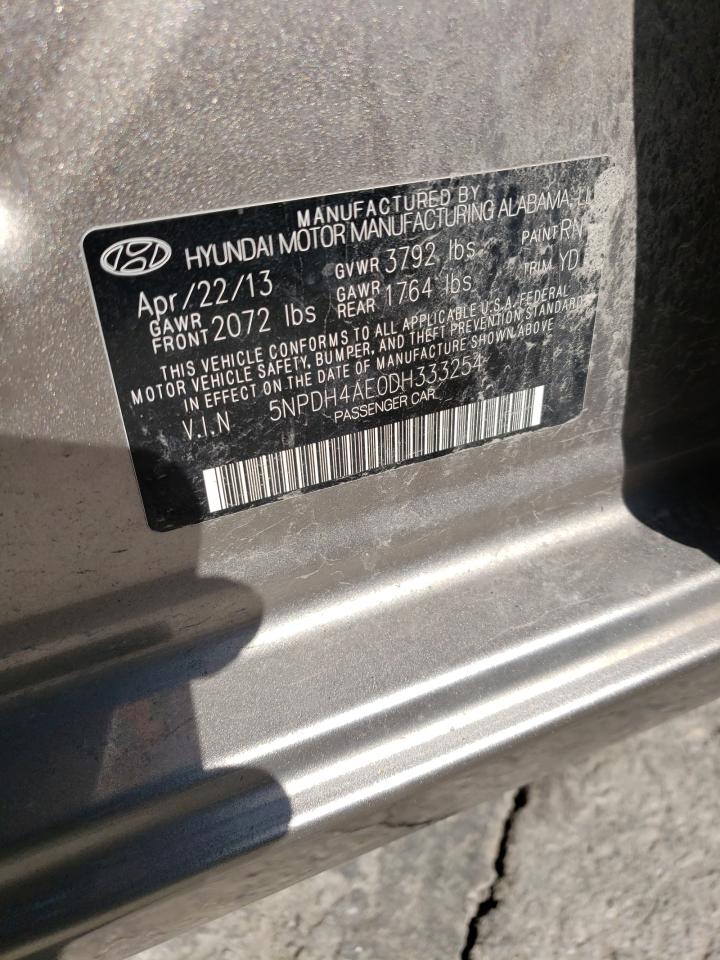 MANUFACTURED BY
HYUNDAI MOTOR MANUFACTURING ALABAMA,
Apr/22/13 GVWR 3792 lbs PAINT RN
GAWR FRONT 2072 lbs GAWR REAR 1764 lbs TRIM YD
THIS VEHICLE CONFORMS TO ALL APPLICABLE U.S.A. FEDERAL
MOTOR VEHICLE SAFETY, BUMPER, AND THEFT PREVENTION STANDARDS
IN EFFECT ON THE DATE OF MANUFACTURE SHOWN ABOVE
V.I.N 5NPDH4AE0DH333254
PASSENGER CAR